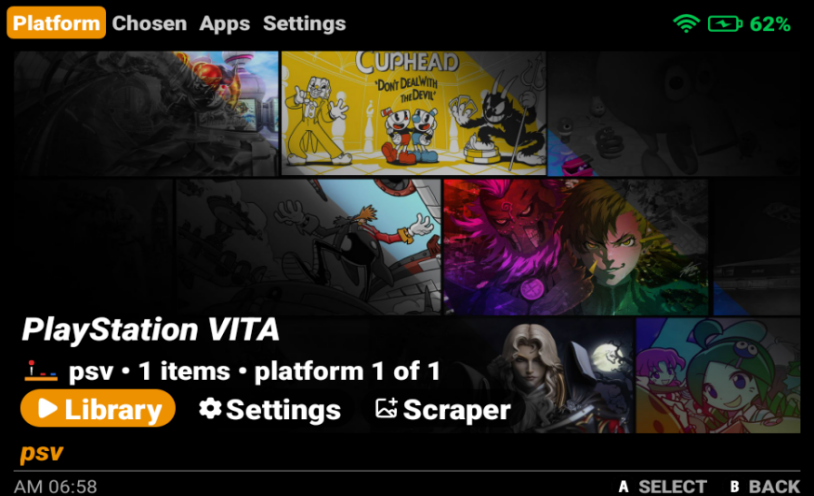 Platform Chosen Apps Settings 62%
CUPHEAD
"DON'T DEAL WITH
THE DEVIL"
PlayStation VITA
psv • 1 items • platform 1 of 1
Library Settings Scraper
psv
AM 06:58 A SELECT B BACK